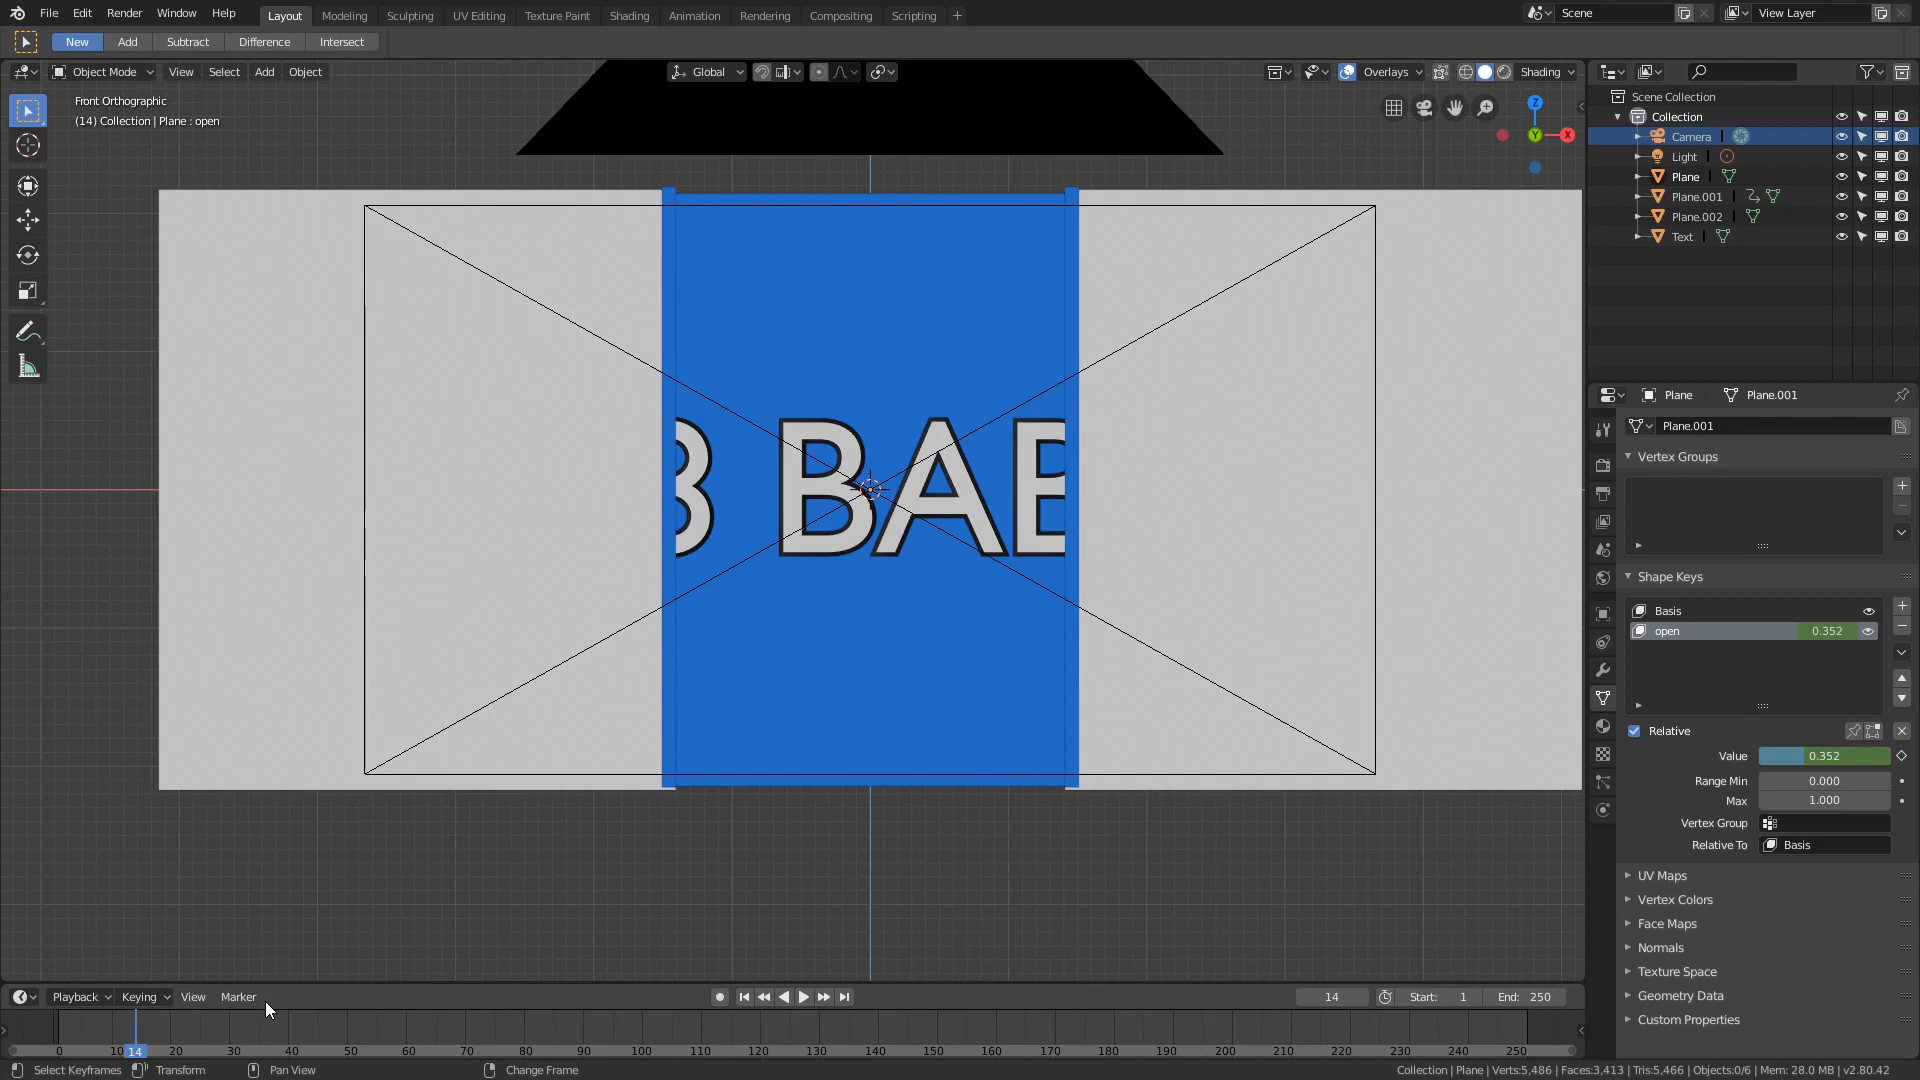 File Edit Render Window Help Layout Modeling Sculpting UV Editing Texture Paint Shading Animation Rendering Compositing Scripting + Scene View Layer
New Add Subtract Difference Intersect
Object Mode View Select Add Object Global Overlays Shading
Front Orthographic
(14) Collection | Plane : open
Z
Y X
B BAB
Scene Collection
Collection
Camera
Light
Plane
Plane.001
Plane.002
Text
Plane Plane.001
Plane.001
Vertex Groups
Shape Keys
Basis
open 0.352
Relative
Value 0.352
Range Min 0.000
Max 1.000
Vertex Group
Relative To Basis
UV Maps
Vertex Colors
Face Maps
Normals
Texture Space
Geometry Data
Custom Properties
Playback Keying View Marker 14 Start: 1 End: 250
0 10 14 20 30 40 50 60 70 80 90 100 110 120 130 140 150 160 170 180 190 200 210 220 230 240 250
Select Keyframes Transform Pan View Change Frame Collection | Plane | Verts:5,486 | Faces:3,413 | Tris:5,466 | Objects:0/6 | Mem: 28.0 MB | v2.80.42